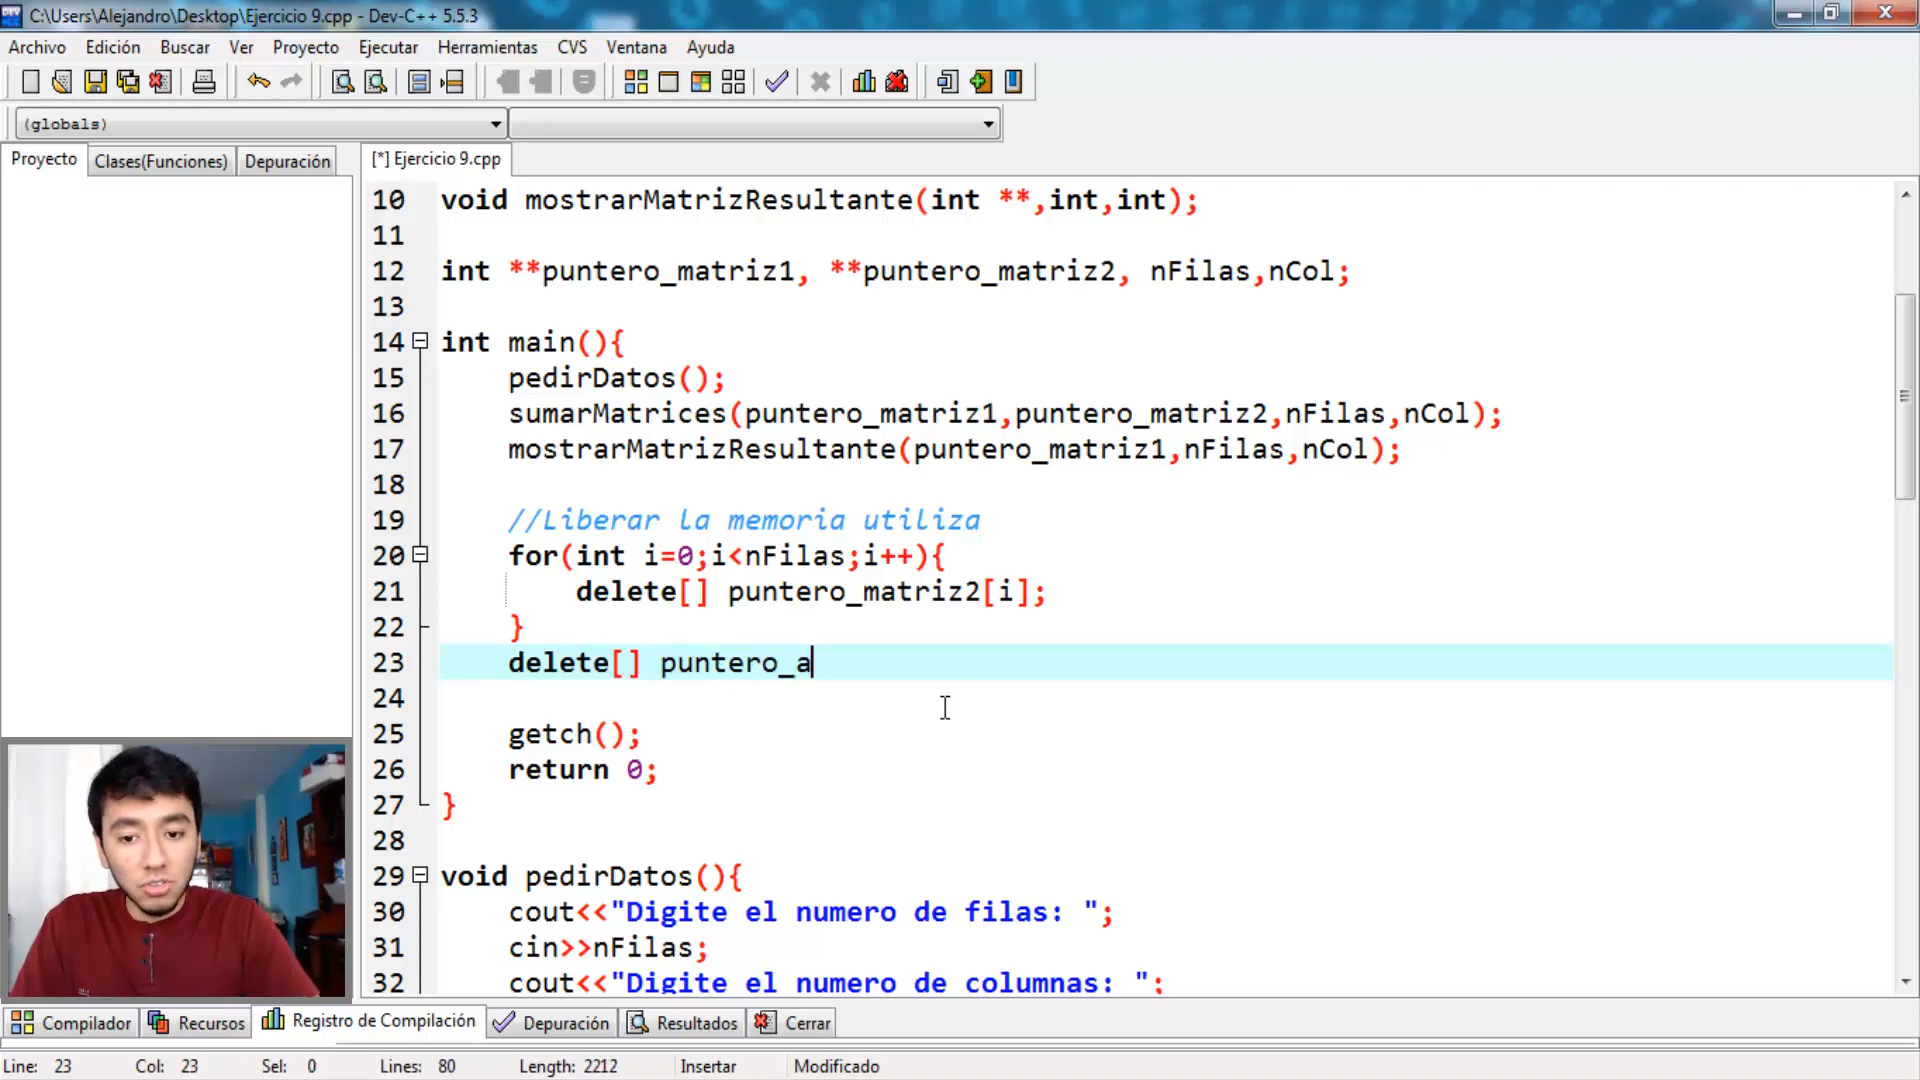 C:\Users\Alejandro\Desktop\Ejercicio 9.cpp - Dev-C++ 5.5.3
Archivo Edición Buscar Ver Proyecto Ejecutar Herramientas CVS Ventana Ayuda
(globals)
Proyecto Clases(Funciones) Depuración [*] Ejercicio 9.cpp
10 void mostrarMatrizResultante(int **,int,int);
11
12 int **puntero_matriz1, **puntero_matriz2, nFilas,nCol;
13
14 int main(){
15 pedirDatos();
16 sumarMatrices(puntero_matriz1,puntero_matriz2,nFilas,nCol);
17 mostrarMatrizResultante(puntero_matriz1,nFilas,nCol);
18
19 //Liberar la memoria utiliza
20 for(int i=0;i<nFilas;i++){
21 delete[] puntero_matriz2[i];
22 }
23 delete[] puntero_a
24
25 getch();
26 return 0;
27 }
28
29 void pedirDatos(){
30 cout<<"Digite el numero de filas: ";
31 cin>>nFilas;
32 cout<<"Digite el numero de columnas: ";
Compilador Recursos Registro de Compilación Depuración Resultados Cerrar
Line: 23 Col: 23 Sel: 0 Lines: 80 Length: 2212 Insertar Modificado